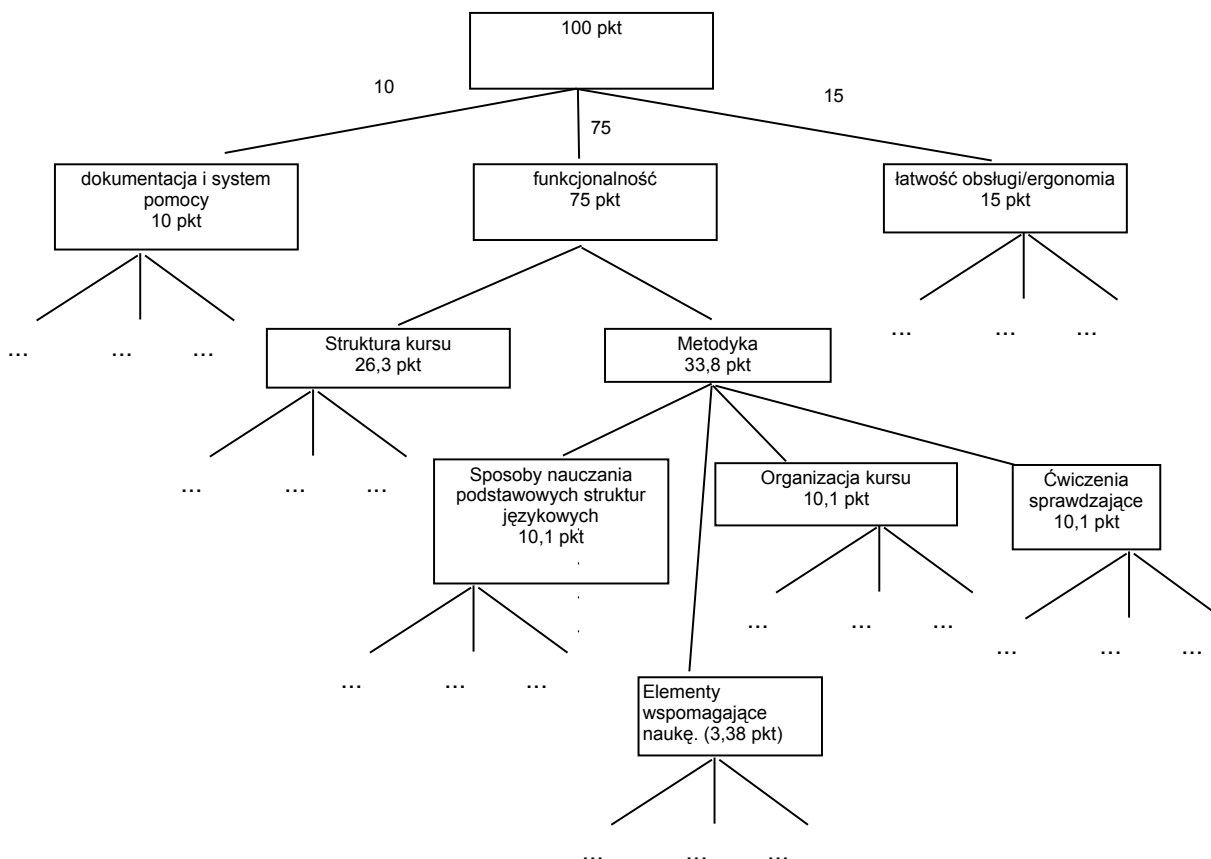 100 pkt
10
15
75
dokumentacja i system
pomocy
10 pkt
funkcjonalność
75 pkt
łatwość obsługi/ergonomia
15 pkt
... ... ...
... ... ...
Struktura kursu
26,3 pkt
Metodyka
33,8 pkt
... ... ...
Sposoby nauczania
podstawowych struktur
językowych
10,1 pkt
Organizacja kursu
10,1 pkt
Ćwiczenia
sprawdzające
10,1 pkt
... ... ...
... ... ...
... ... ...
Elementy
wspomagające
naukę. (3,38 pkt)
... ... ...